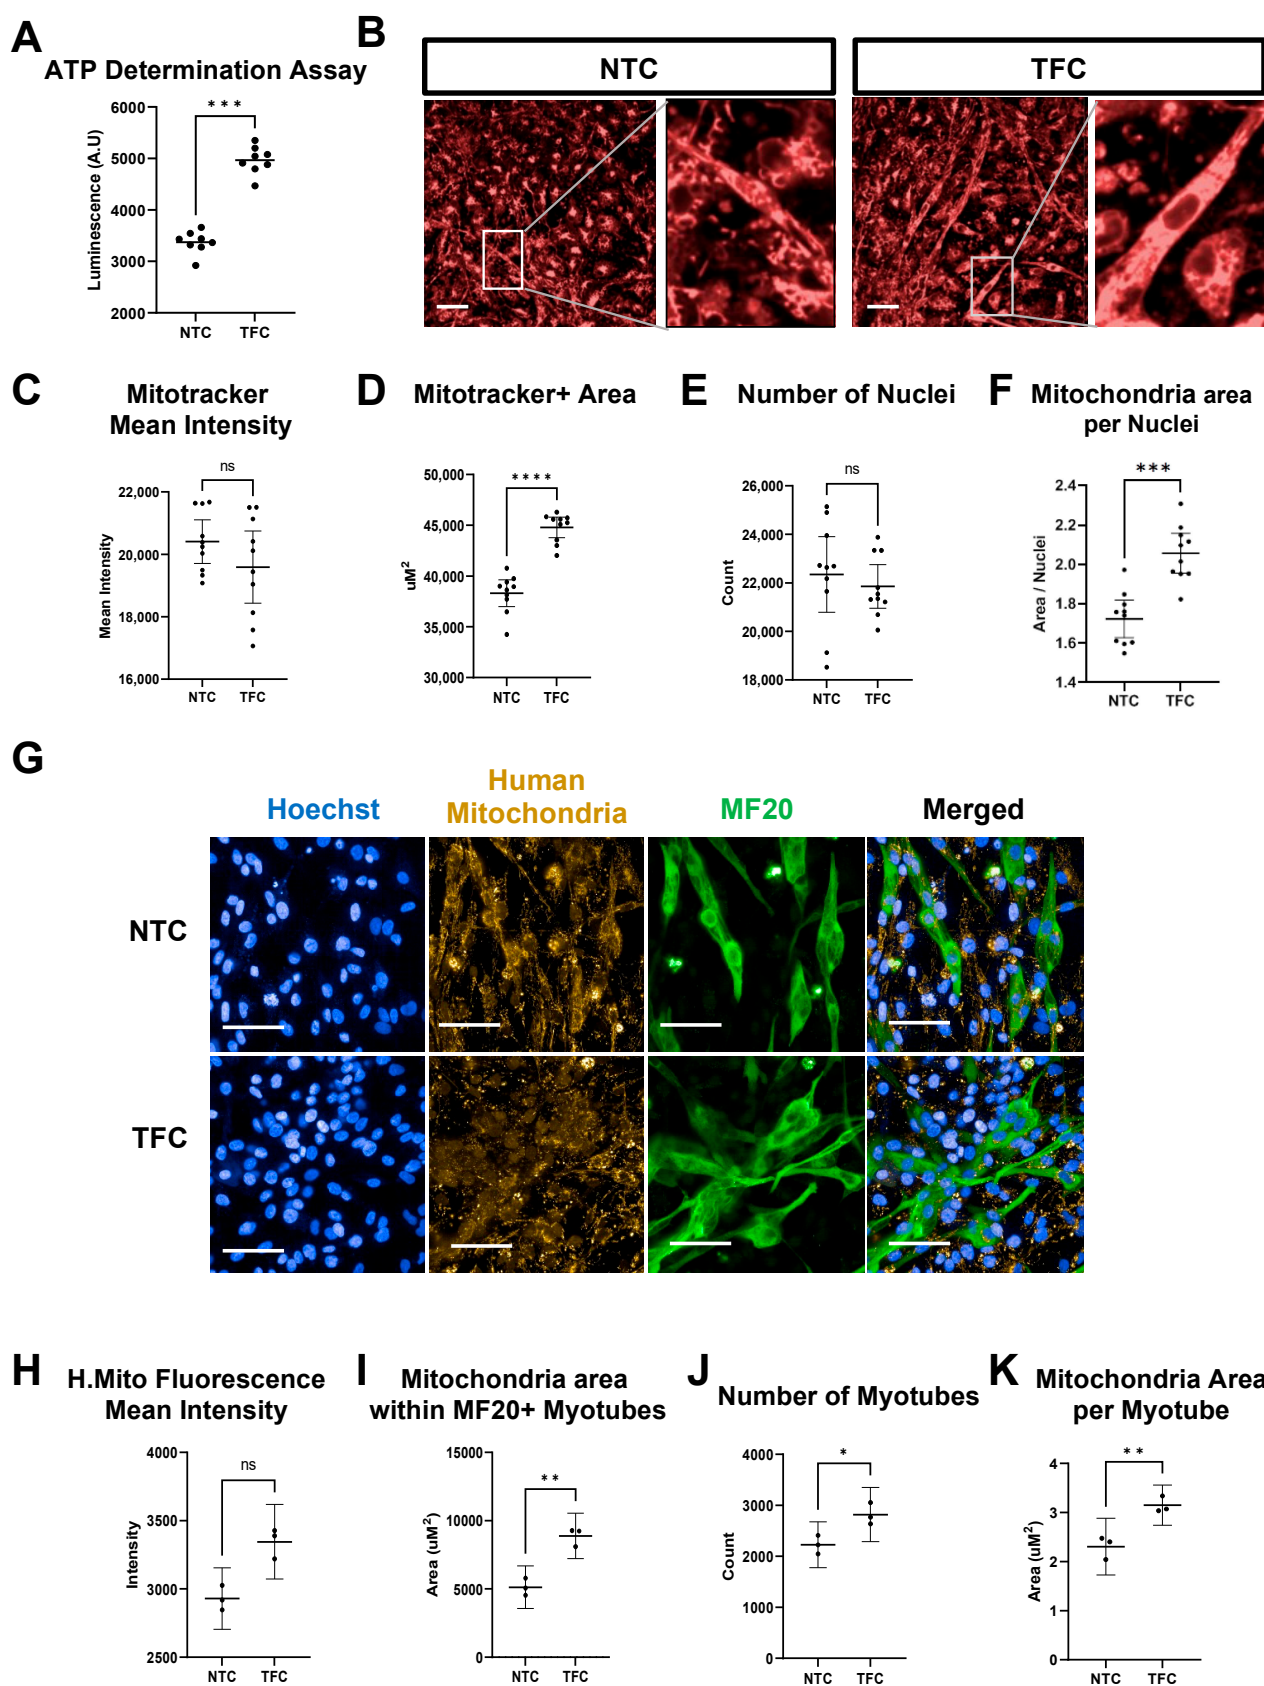 A
ATP Determination Assay
Luminescence (A.U)
6000
5000
4000
3000
2000
***
NTC
TFC
B
NTC
TFC
C
Mitotracker
Mean Intensity
Mean Intensity
22,000
20,000
18,000
16,000
ns
NTC
TFC
D
Mitotracker+ Area
uM²
50,000
45,000
40,000
35,000
30,000
****
NTC
TFC
E
Number of Nuclei
Count
26,000
24,000
22,000
20,000
18,000
ns
NTC
TFC
F
Mitochondria area
per Nuclei
Area / Nuclei
2.4
2.2
2.0
1.8
1.6
1.4
***
NTC
TFC
G
Hoechst
Human
Mitochondria
MF20
Merged
NTC
TFC
H
H.Mito Fluorescence
Mean Intensity
Intensity
4000
3500
3000
2500
ns
NTC
TFC
I
Mitochondria area
within MF20+ Myotubes
Area (uM²)
15000
10000
5000
0
**
NTC
TFC
J
Number of Myotubes
Count
4000
3000
2000
1000
0
*
NTC
TFC
K
Mitochondria Area
per Myotube
Area (uM²)
4
3
2
1
0
**
NTC
TFC